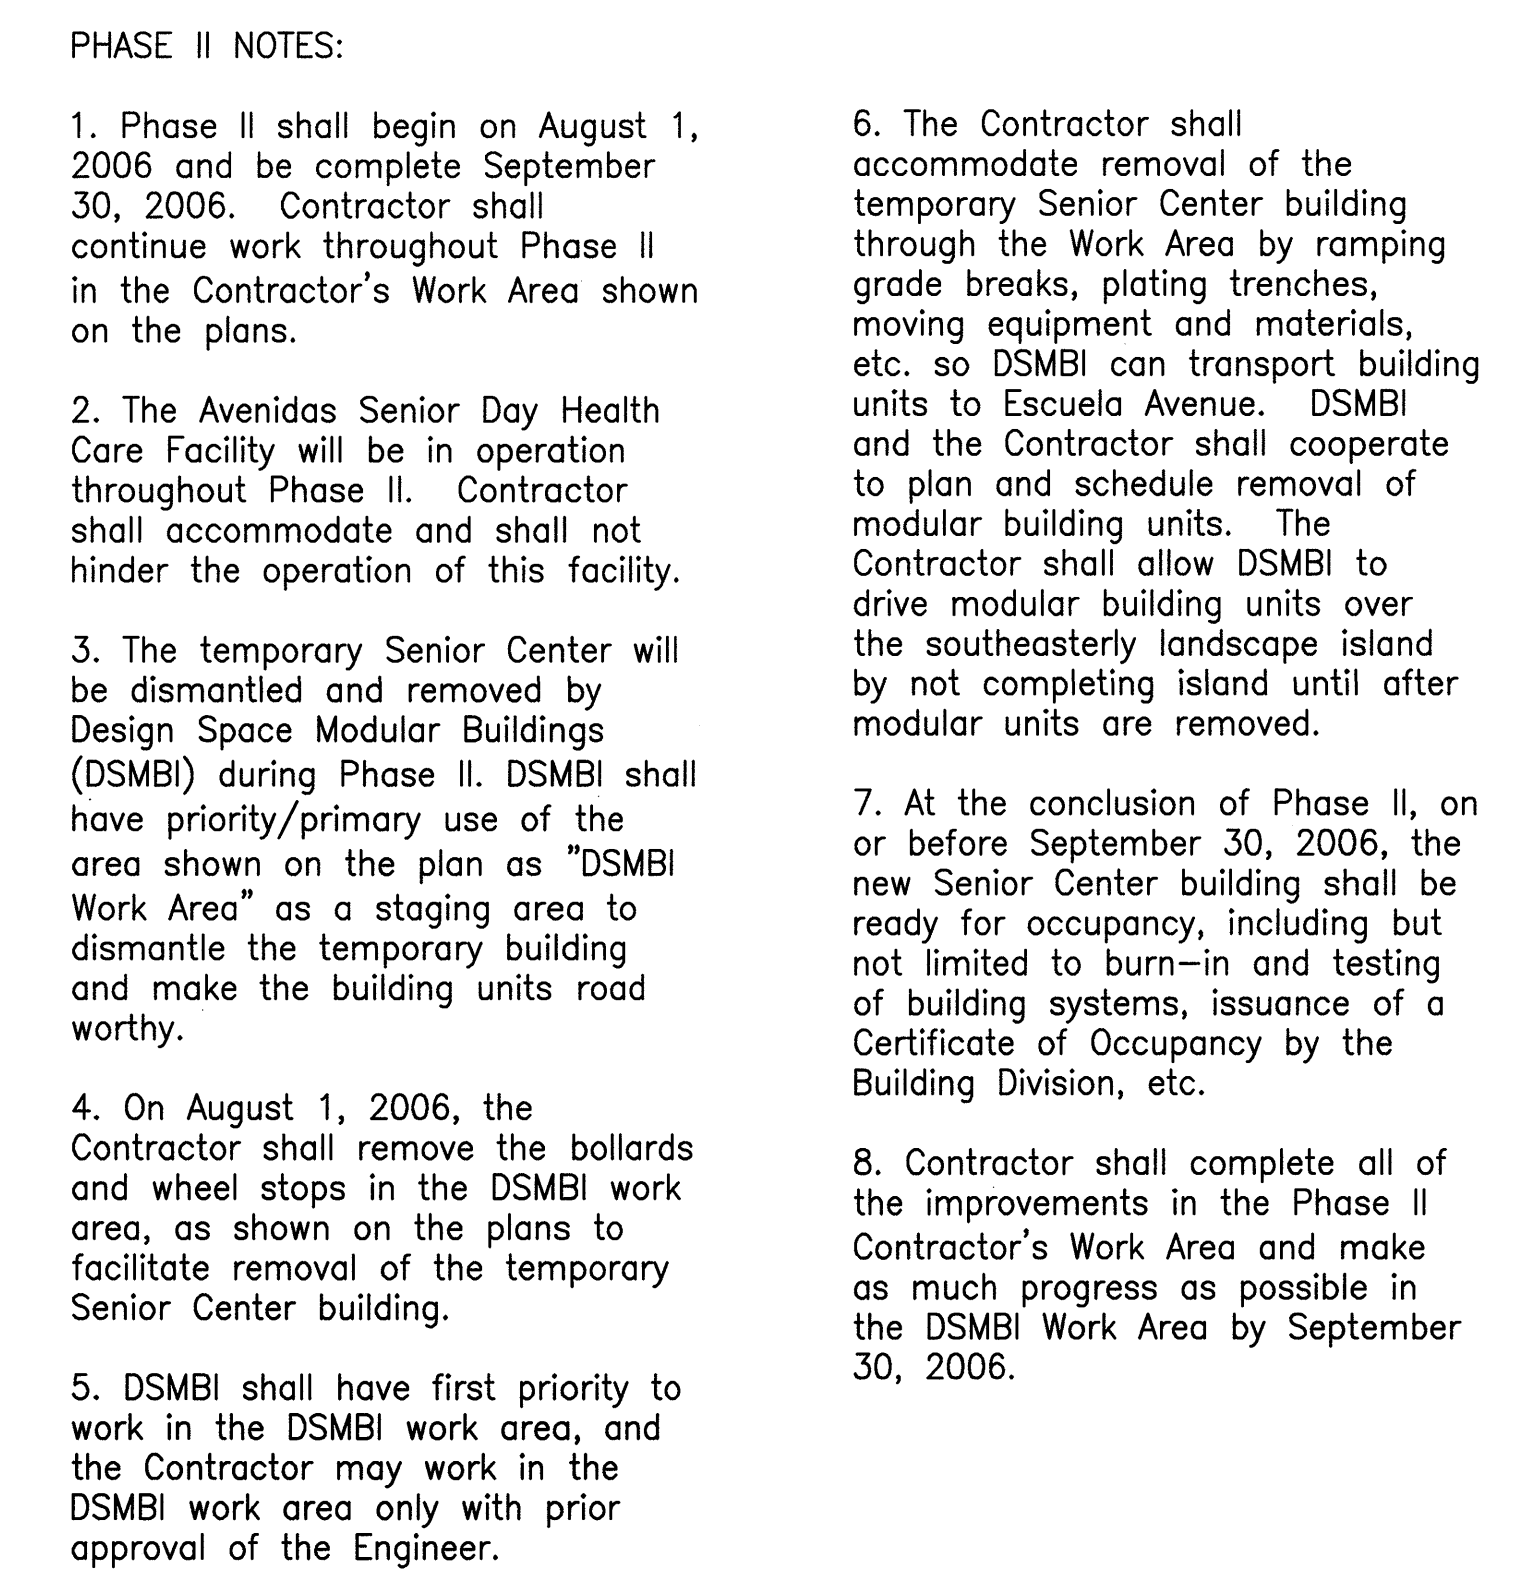 PHASE II NOTES:
1. Phase II shall begin on August 1,
2006 and be complete September
30, 2006.  Contractor shall
continue work throughout Phase II
in the Contractor's Work Area shown
on the plans.
2. The Avenidas Senior Day Health
Care Facility will be in operation
throughout Phase II.  Contractor
shall accommodate and shall not
hinder the operation of this facility.
3. The temporary Senior Center will
be dismantled and removed by
Design Space Modular Buildings
(DSMBI) during Phase II. DSMBI shall
have priority/primary use of the
area shown on the plan as "DSMBI
Work Area" as a staging area to
dismantle the temporary building
and make the building units road
worthy.
4. On August 1, 2006, the
Contractor shall remove the bollards
and wheel stops in the DSMBI work
area, as shown on the plans to
facilitate removal of the temporary
Senior Center building.
5. DSMBI shall have first priority to
work in the DSMBI work area, and
the Contractor may work in the
DSMBI work area only with prior
approval of the Engineer.
6. The Contractor shall
accommodate removal of the
temporary Senior Center building
through the Work Area by ramping
grade breaks, plating trenches,
moving equipment and materials,
etc. so DSMBI can transport building
units to Escuela Avenue.  DSMBI
and the Contractor shall cooperate
to plan and schedule removal of
modular building units.  The
Contractor shall allow DSMBI to
drive modular building units over
the southeasterly landscape island
by not completing island until after
modular units are removed.
7. At the conclusion of Phase II, on
or before September 30, 2006, the
new Senior Center building shall be
ready for occupancy, including but
not limited to burn-in and testing
of building systems, issuance of a
Certificate of Occupancy by the
Building Division, etc.
8. Contractor shall complete all of
the improvements in the Phase II
Contractor's Work Area and make
as much progress as possible in
the DSMBI Work Area by September
30, 2006.